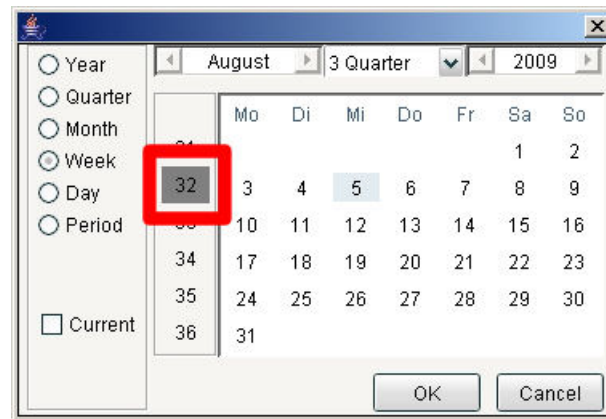 Year
Quarter
Month
Week
Day
Period
Current
August 3 Quarter 2009
Mo Di Mi Do Fr Sa So
1 2
32 3 4 5 6 7 8 9
10 11 12 13 14 15 16
34 17 18 19 20 21 22 23
35 24 25 26 27 28 29 30
36 31
OK Cancel